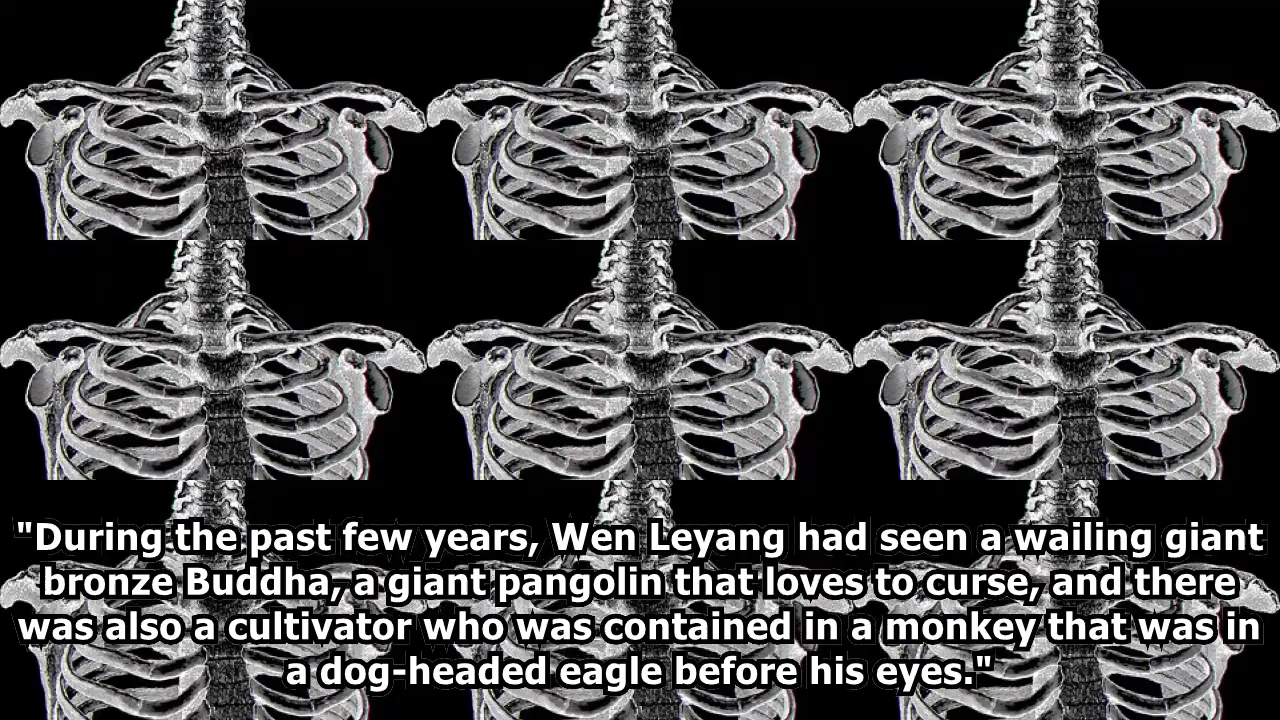 "During the past few years, Wen Leyang had seen a wailing giant
bronze Buddha, a giant pangolin that loves to curse, and there
was also a cultivator who was contained in a monkey that was in
a dog-headed eagle before his eyes."